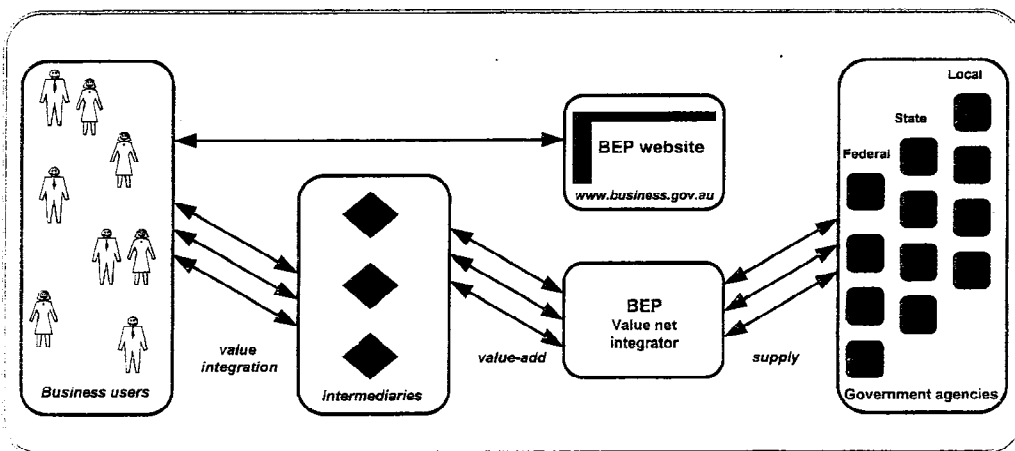 Local
State
Federal
BEP website
www.business.gov.au
BEP
Value net
integrator
value
integration
value-add
supply
Business users
Intermediaries
Government agencies